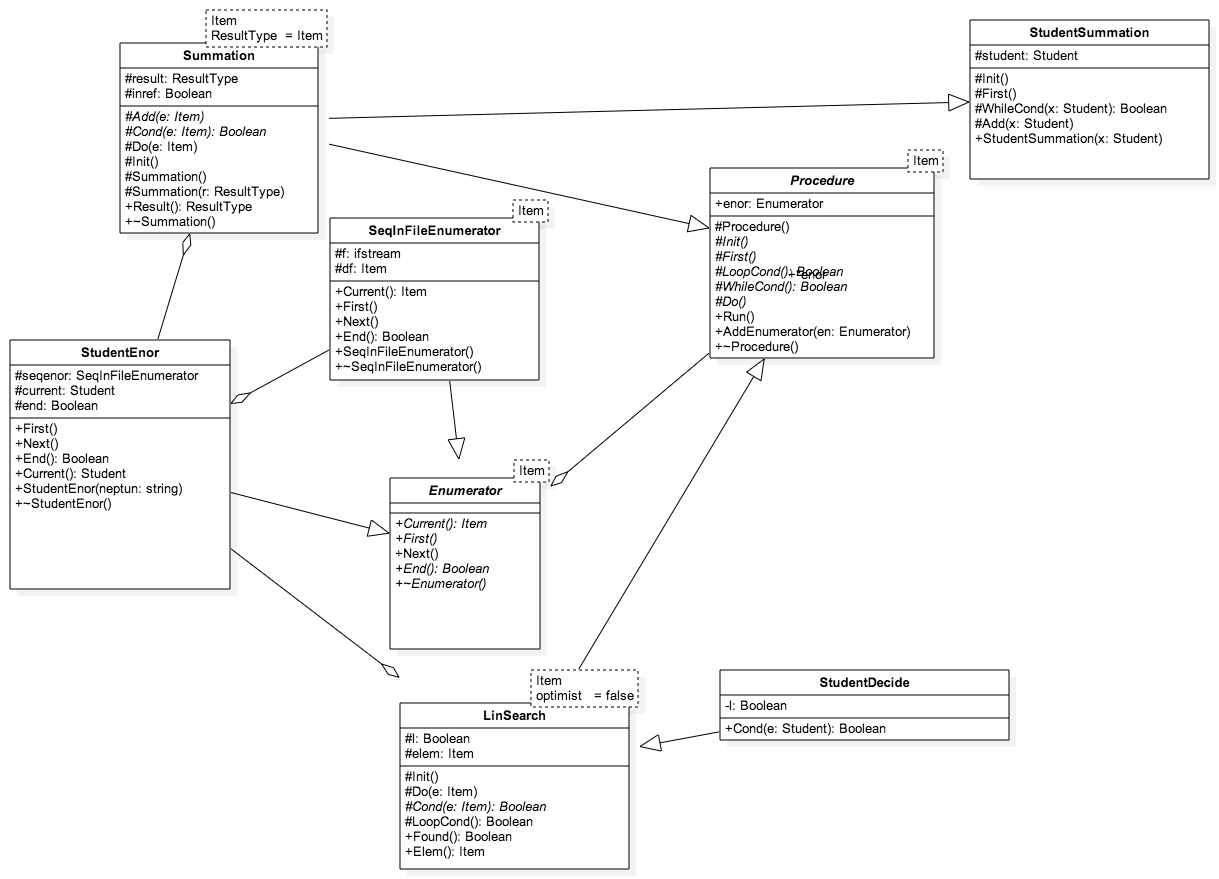 Item
ResultType = Item
Summation
#result: ResultType
#inref: Boolean
#Add(e: Item)
#Cond(e: Item): Boolean
#Do(e: Item)
#Init()
#Summation()
#Summation(r: ResultType)
+Result(): ResultType
+~Summation()
StudentSummation
#student: Student
#Init()
#First()
#WhileCond(x: Student): Boolean
#Add(x: Student)
+StudentSummation(x: Student)
Item
Procedure
+enor: Enumerator
#Procedure()
#Init()
#First()
#LoopCond(): Boolean
+*enor
#WhileCond(): Boolean
#Do()
+Run()
+AddEnumerator(en: Enumerator)
+~Procedure()
Item
SeqInFileEnumerator
#f: ifstream
#df: Item
+Current(): Item
+First()
+Next()
+End(): Boolean
+SeqInFileEnumerator()
+~SeqInFileEnumerator()
StudentEnor
#seqenor: SeqInFileEnumerator
#current: Student
#end: Boolean
+First()
+Next()
+End(): Boolean
+Current(): Student
+StudentEnor(neptun: string)
+~StudentEnor()
Item
Enumerator
+Current(): Item
+First()
+Next()
+End(): Boolean
+~Enumerator()
Item
optimist = false
LinSearch
#l: Boolean
#elem: Item
#Init()
#Do(e: Item)
#Cond(e: Item): Boolean
#LoopCond(): Boolean
+Found(): Boolean
+Elem(): Item
StudentDecide
-l: Boolean
+Cond(e: Student): Boolean